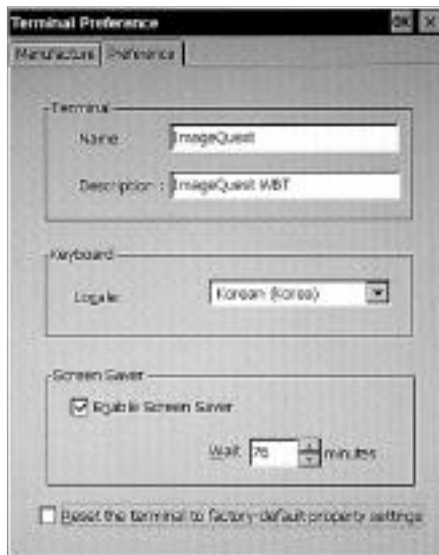 Terminal Preference OK ×
Manufacture Preference
Terminal
Name ImageQuest
Description : ImageQuest WBT
Keyboard
Locale Korean (Korea)
Screen Saver
Enable Screen Saver
Wait minutes
Reset the terminal to factory-default property settings